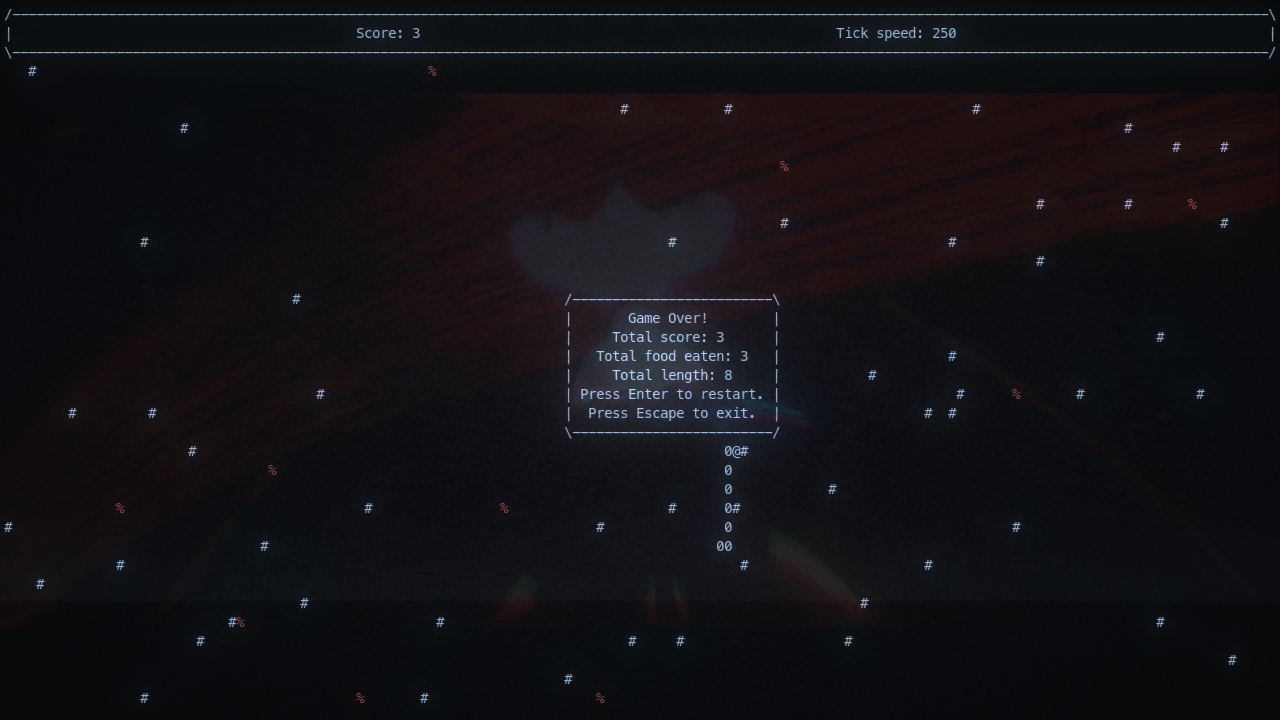 Score: 3 Tick speed: 250
Game Over!
Total score: 3
Total food eaten: 3
Total length: 8
Press Enter to restart.
Press Escape to exit.
0@#
0
0
0#
0
00